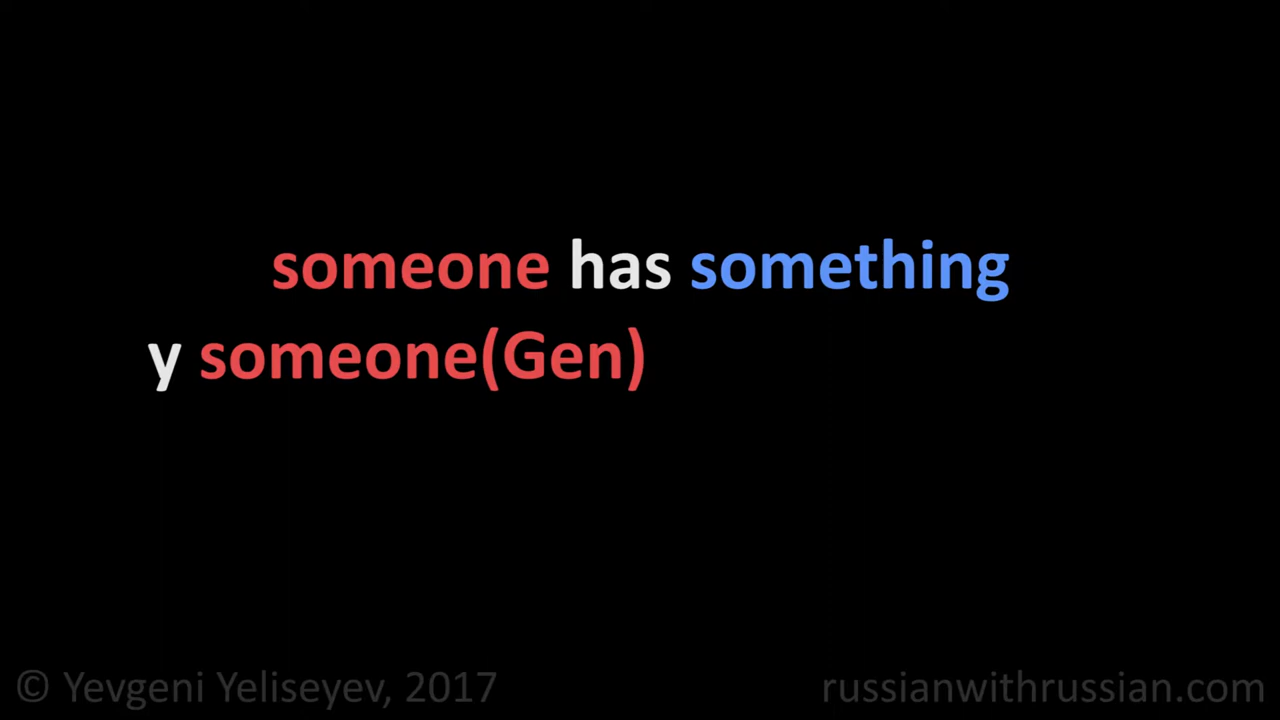 someone has something
у someone(Gen)
© Yevgeni Yeliseyev, 2017
russianwithrussian.com